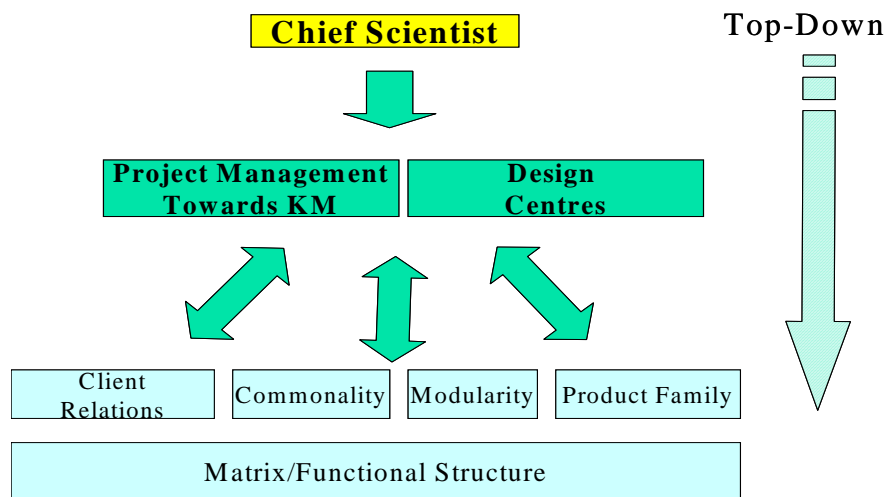 Chief Scientist
Top-Down
Project Management
Towards KM
Design
Centres
Client
Relations
Commonality
Modularity
Product Family
Matrix/Functional Structure